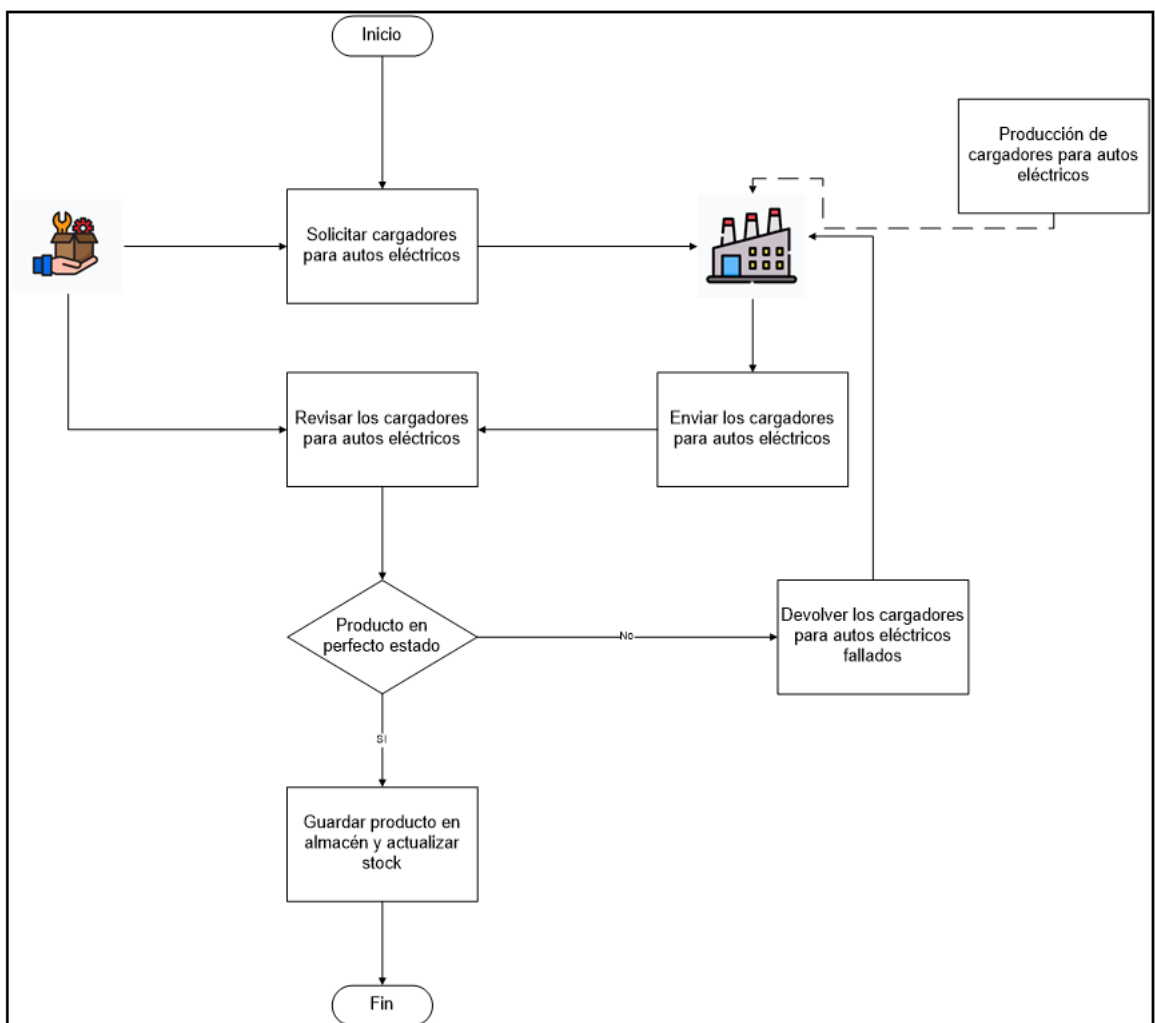 Inicio
Producción de
cargadores para autos
eléctricos
Solicitar cargadores
para autos eléctricos
Revisar los cargadores
para autos eléctricos
Enviar los cargadores
para autos eléctricos
Producto en
perfecto estado
No
Devolver los cargadores
para autos eléctricos
fallados
SI
Guardar producto en
almacén y actualizar
stock
Fin